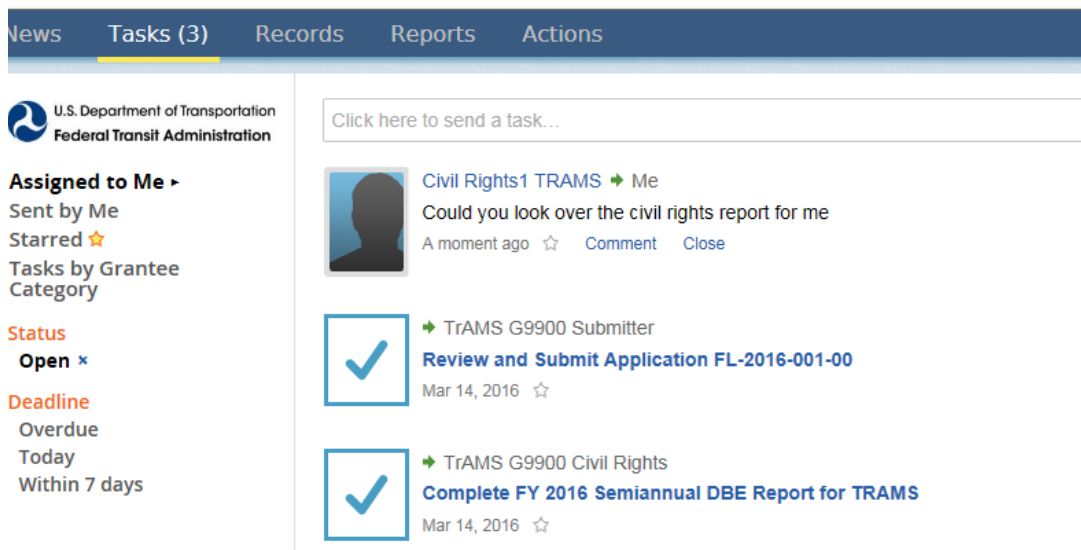 News Tasks (3) Records Reports Actions
U.S. Department of Transportation
Federal Transit Administration
Assigned to Me ▸
Sent by Me
Starred
Tasks by Grantee
Category
Status
Open ×
Deadline
Overdue
Today
Within 7 days
Click here to send a task...
Civil Rights1 TRAMS → Me
Could you look over the civil rights report for me
A moment ago Comment Close
→ TrAMS G9900 Submitter
Review and Submit Application FL-2016-001-00
Mar 14, 2016
→ TrAMS G9900 Civil Rights
Complete FY 2016 Semiannual DBE Report for TRAMS
Mar 14, 2016